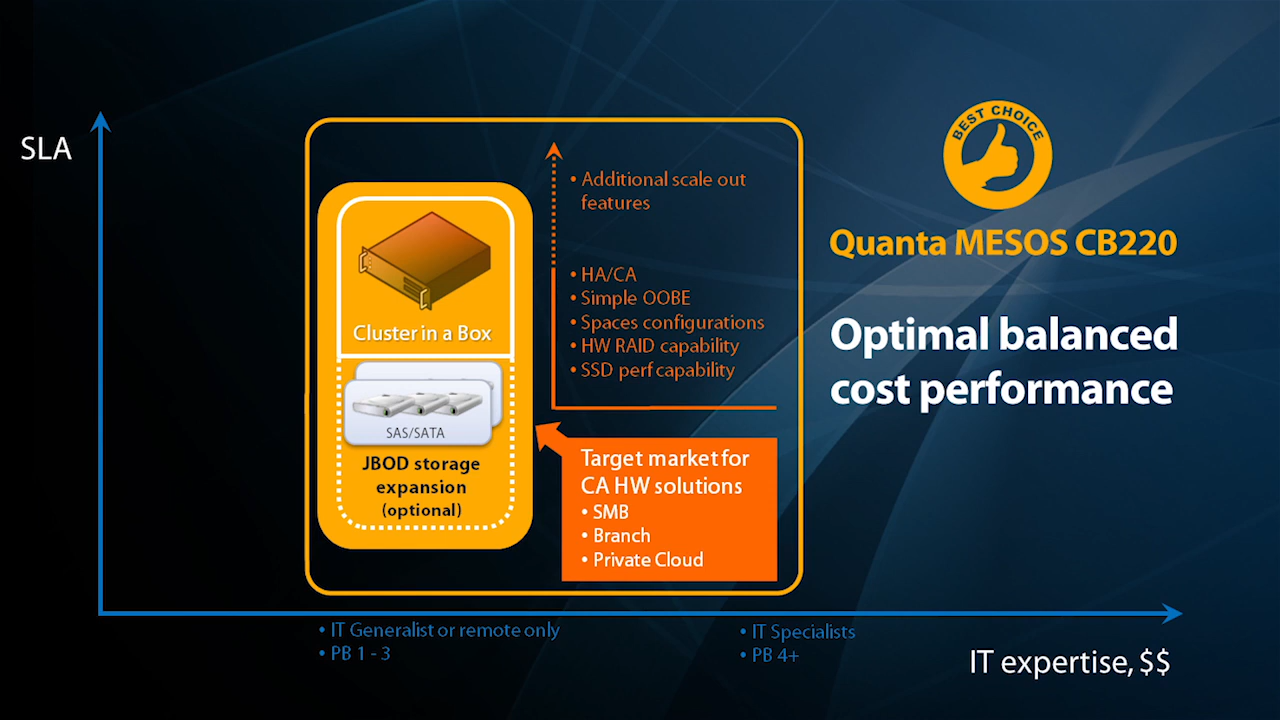 SLA
Cluster in a Box
SAS/SATA
JBOD storage
expansion
(optional)
• Additional scale out
features
• HA/CA
• Simple OOBE
• Spaces configurations
• HW RAID capability
• SSD perf capability
Target market for
CA HW solutions
• SMB
• Branch
• Private Cloud
BEST CHOICE
Quanta MESOS CB220
Optimal balanced
cost performance
• IT Generalist or remote only
• PB 1 - 3
• IT Specialists
• PB 4+
IT expertise, $$